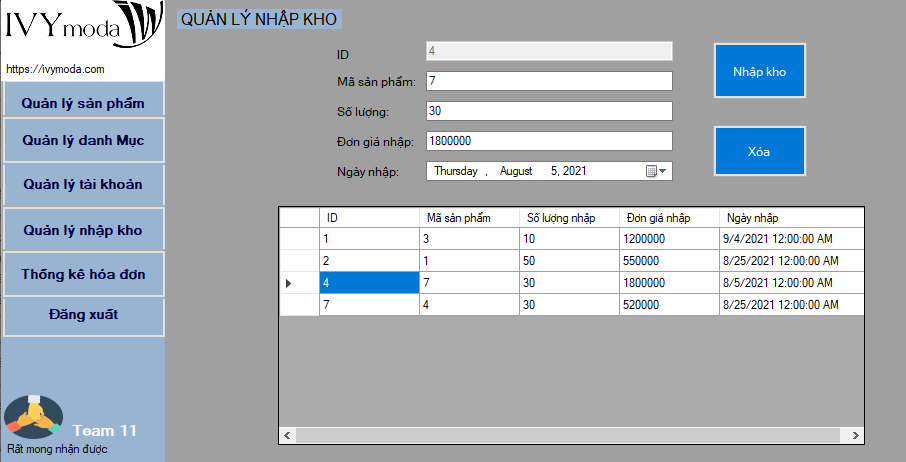 IVY moda
https://ivymoda.com
Quản lý sản phẩm
Quản lý danh Mục
Quản lý tài khoản
Quản lý nhập kho
Thống kê hóa đơn
Đăng xuất
Team 11
Rất mong nhận được
QUẢN LÝ NHẬP KHO
ID 4
Mã sản phẩm: 7
Số lượng: 30
Đơn giá nhập: 1800000
Ngày nhập: Thursday , August 5, 2021
Nhập kho
Xóa
ID Mã sản phẩm Số lượng nhập Đơn giá nhập Ngày nhập
1 3 10 1200000 9/4/2021 12:00:00 AM
2 1 50 550000 8/25/2021 12:00:00 AM
4 7 30 1800000 8/5/2021 12:00:00 AM
7 4 30 520000 8/25/2021 12:00:00 AM